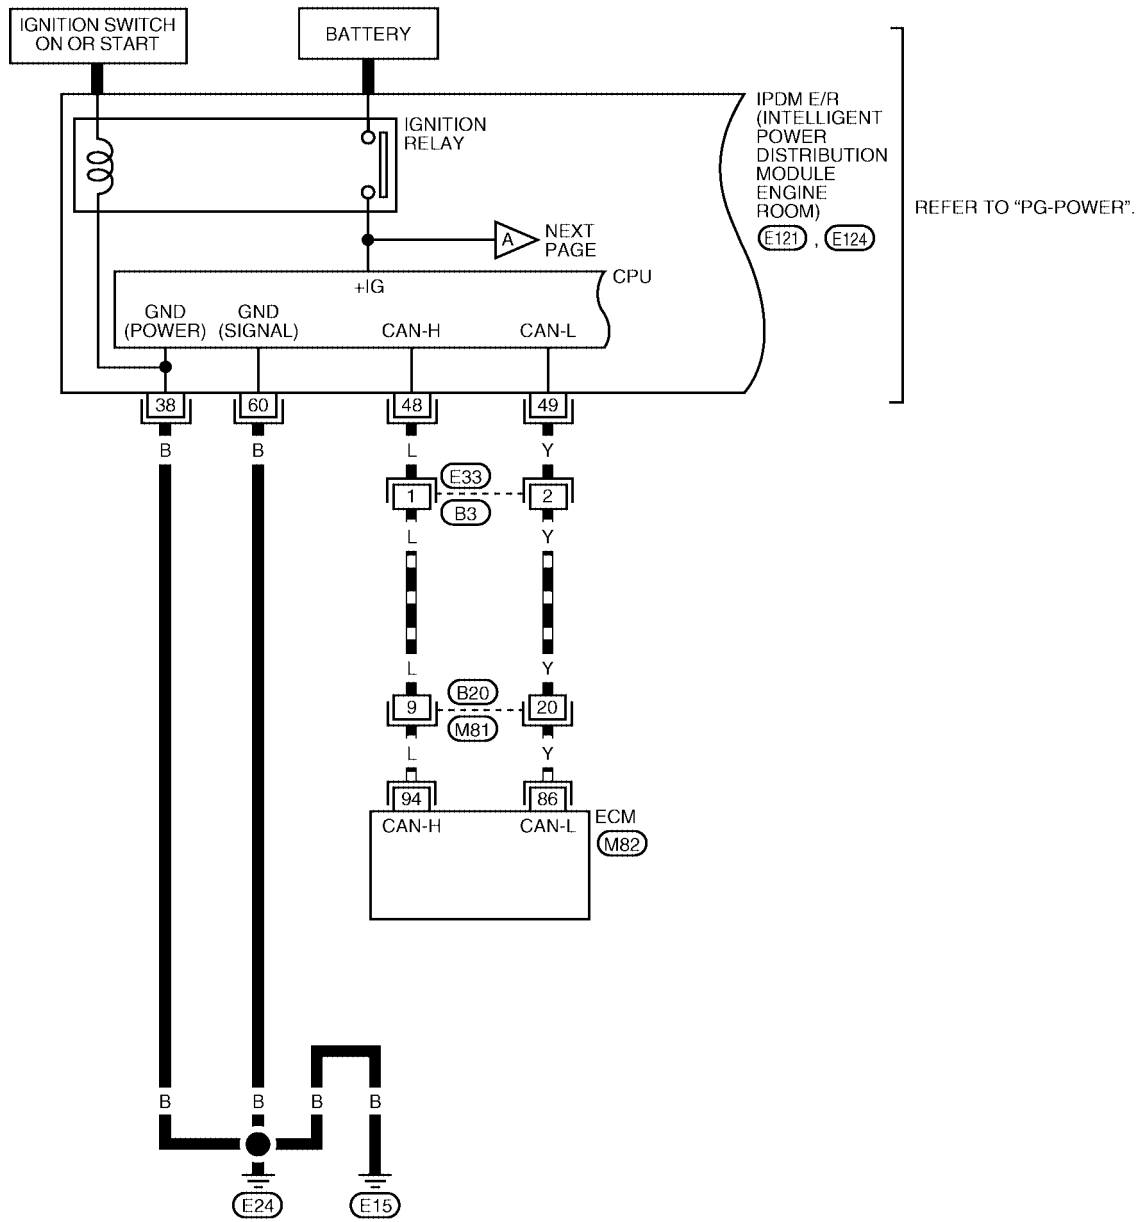 IGNITION SWITCH
ON OR START
BATTERY
IGNITION
RELAY
IPDM E/R
(INTELLIGENT
POWER
DISTRIBUTION
MODULE
ENGINE
ROOM)
E121 , E124
REFER TO “PG-POWER”.
A
NEXT
PAGE
CPU
+IG
GND
(POWER)
GND
(SIGNAL)
CAN-H
CAN-L
38
60
48
49
B
B
L
Y
E33
1
2
B3
L
Y
L
Y
B20
9
20
M81
L
Y
94
86
CAN-H
CAN-L
ECM
M82
B
B
B
B
E24
E15